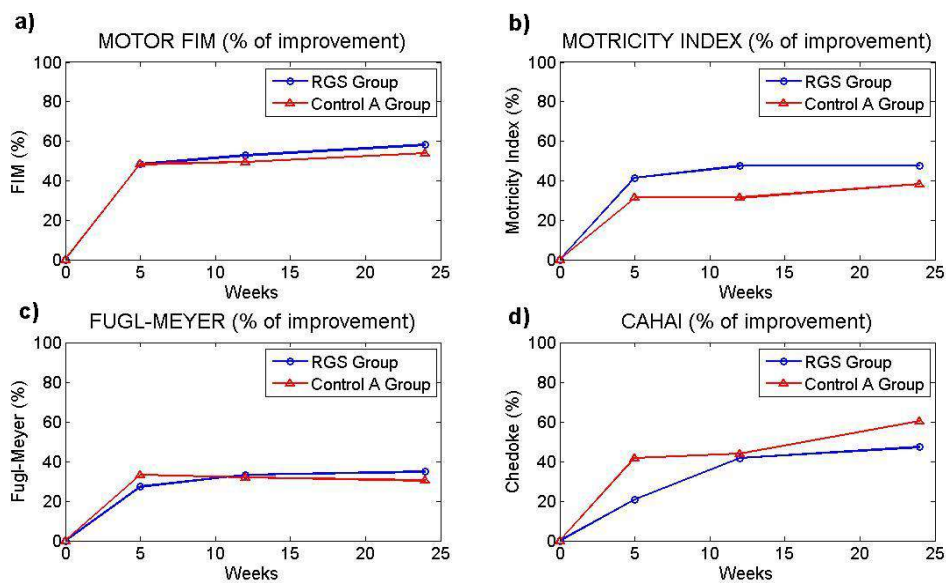 a)
MOTOR FIM (% of improvement)
100
80
60
40
20
0
FIM (%)
RGS Group
Control A Group
0 5 10 15 20 25
Weeks
b)
MOTRICITY INDEX (% of improvement)
100
80
60
40
20
0
Motricity Index (%)
RGS Group
Control A Group
0 5 10 15 20 25
Weeks
c)
FUGL-MEYER (% of improvement)
100
80
60
40
20
0
Fugl-Meyer (%)
RGS Group
Control A Group
0 5 10 15 20 25
Weeks
d)
CAHAI (% of improvement)
100
80
60
40
20
0
Chedoke (%)
RGS Group
Control A Group
0 5 10 15 20 25
Weeks